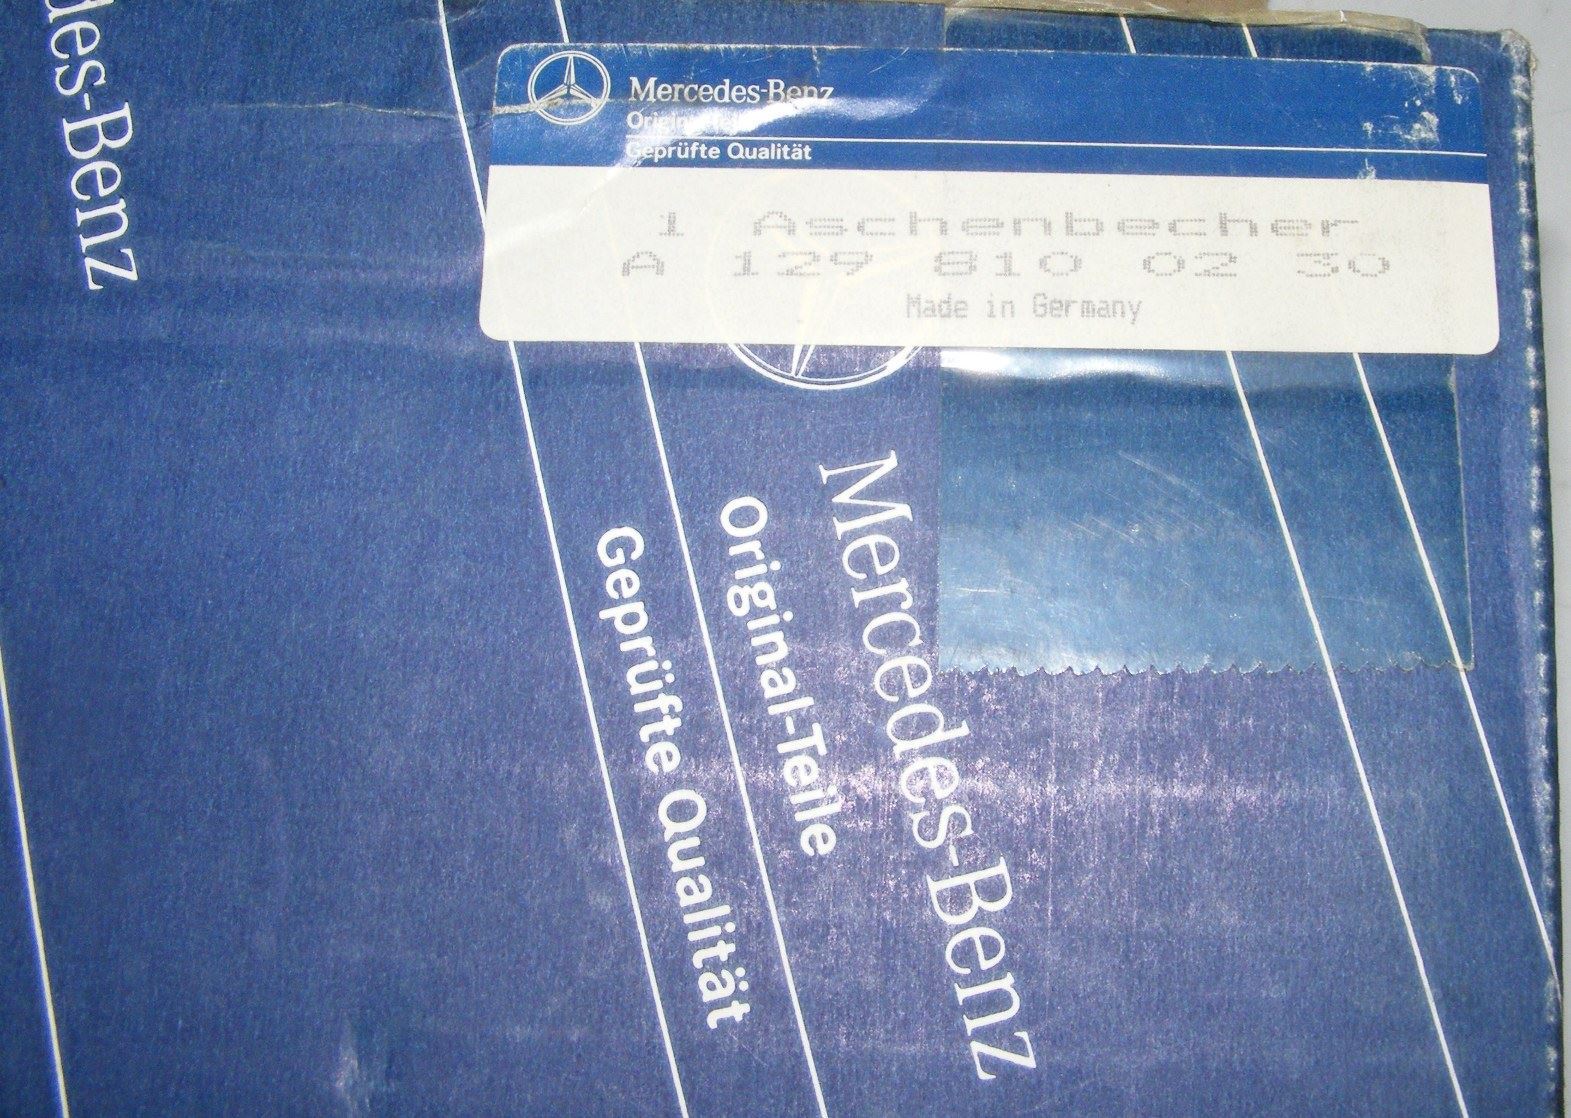 Mercedes-Benz
Geprüfte Qualität
1 Aschenbecher
A 129 810 02 30
Made in Germany
Mercedes-Benz
Original-Teile
Geprüfte Qualität
des-Benz